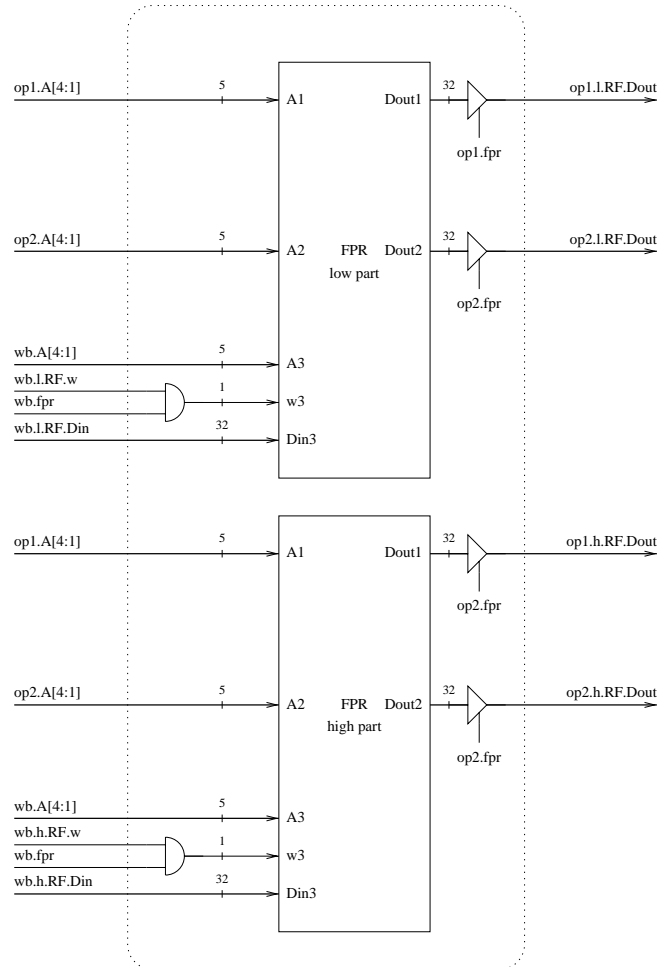 op1.A[4:1] 5 A1 Dout1 32 op1.l.RF.Dout
op1.fpr
op2.A[4:1] 5 A2 FPR Dout2 32 op2.l.RF.Dout
low part
op2.fpr
wb.A[4:1] 5 A3
wb.l.RF.w
wb.fpr 1 w3
wb.l.RF.Din 32 Din3
op1.A[4:1] 5 A1 Dout1 32 op1.h.RF.Dout
op2.fpr
op2.A[4:1] 5 A2 FPR Dout2 32 op2.h.RF.Dout
high part
op2.fpr
wb.A[4:1] 5 A3
wb.h.RF.w
wb.fpr 1 w3
wb.h.RF.Din 32 Din3